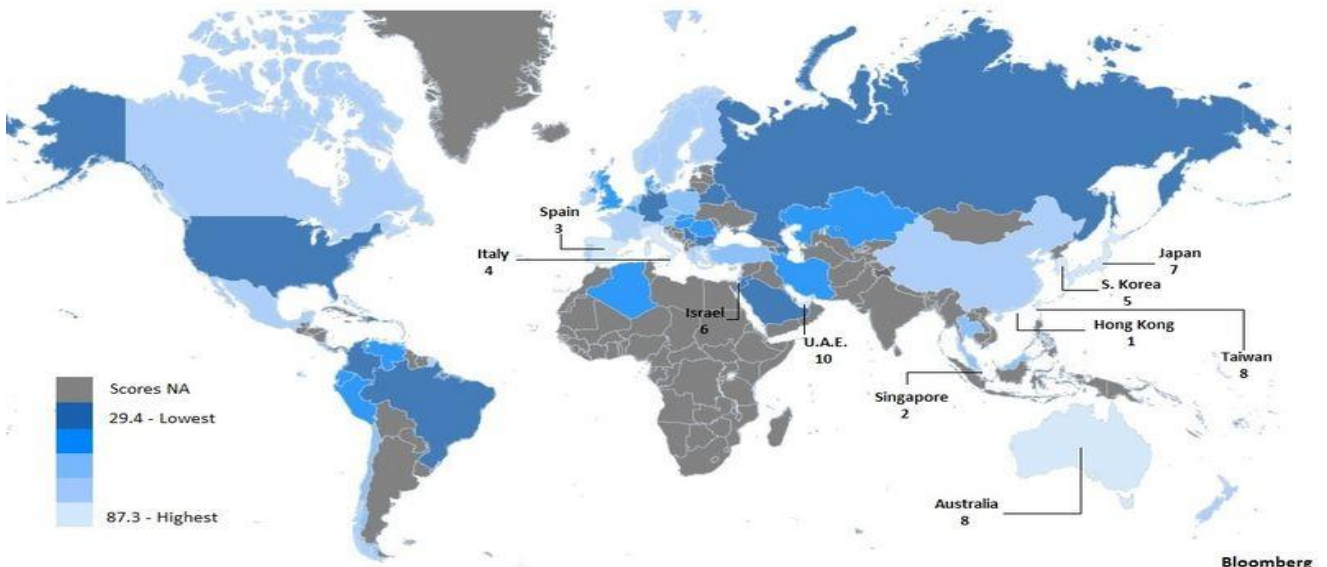 Spain
3
Italy
4
Israel
6
U.A.E.
10
Japan
7
S. Korea
5
Hong Kong
1
Taiwan
8
Singapore
2
Australia
8
Scores NA
29.4 - Lowest
87.3 - Highest
Bloomberg